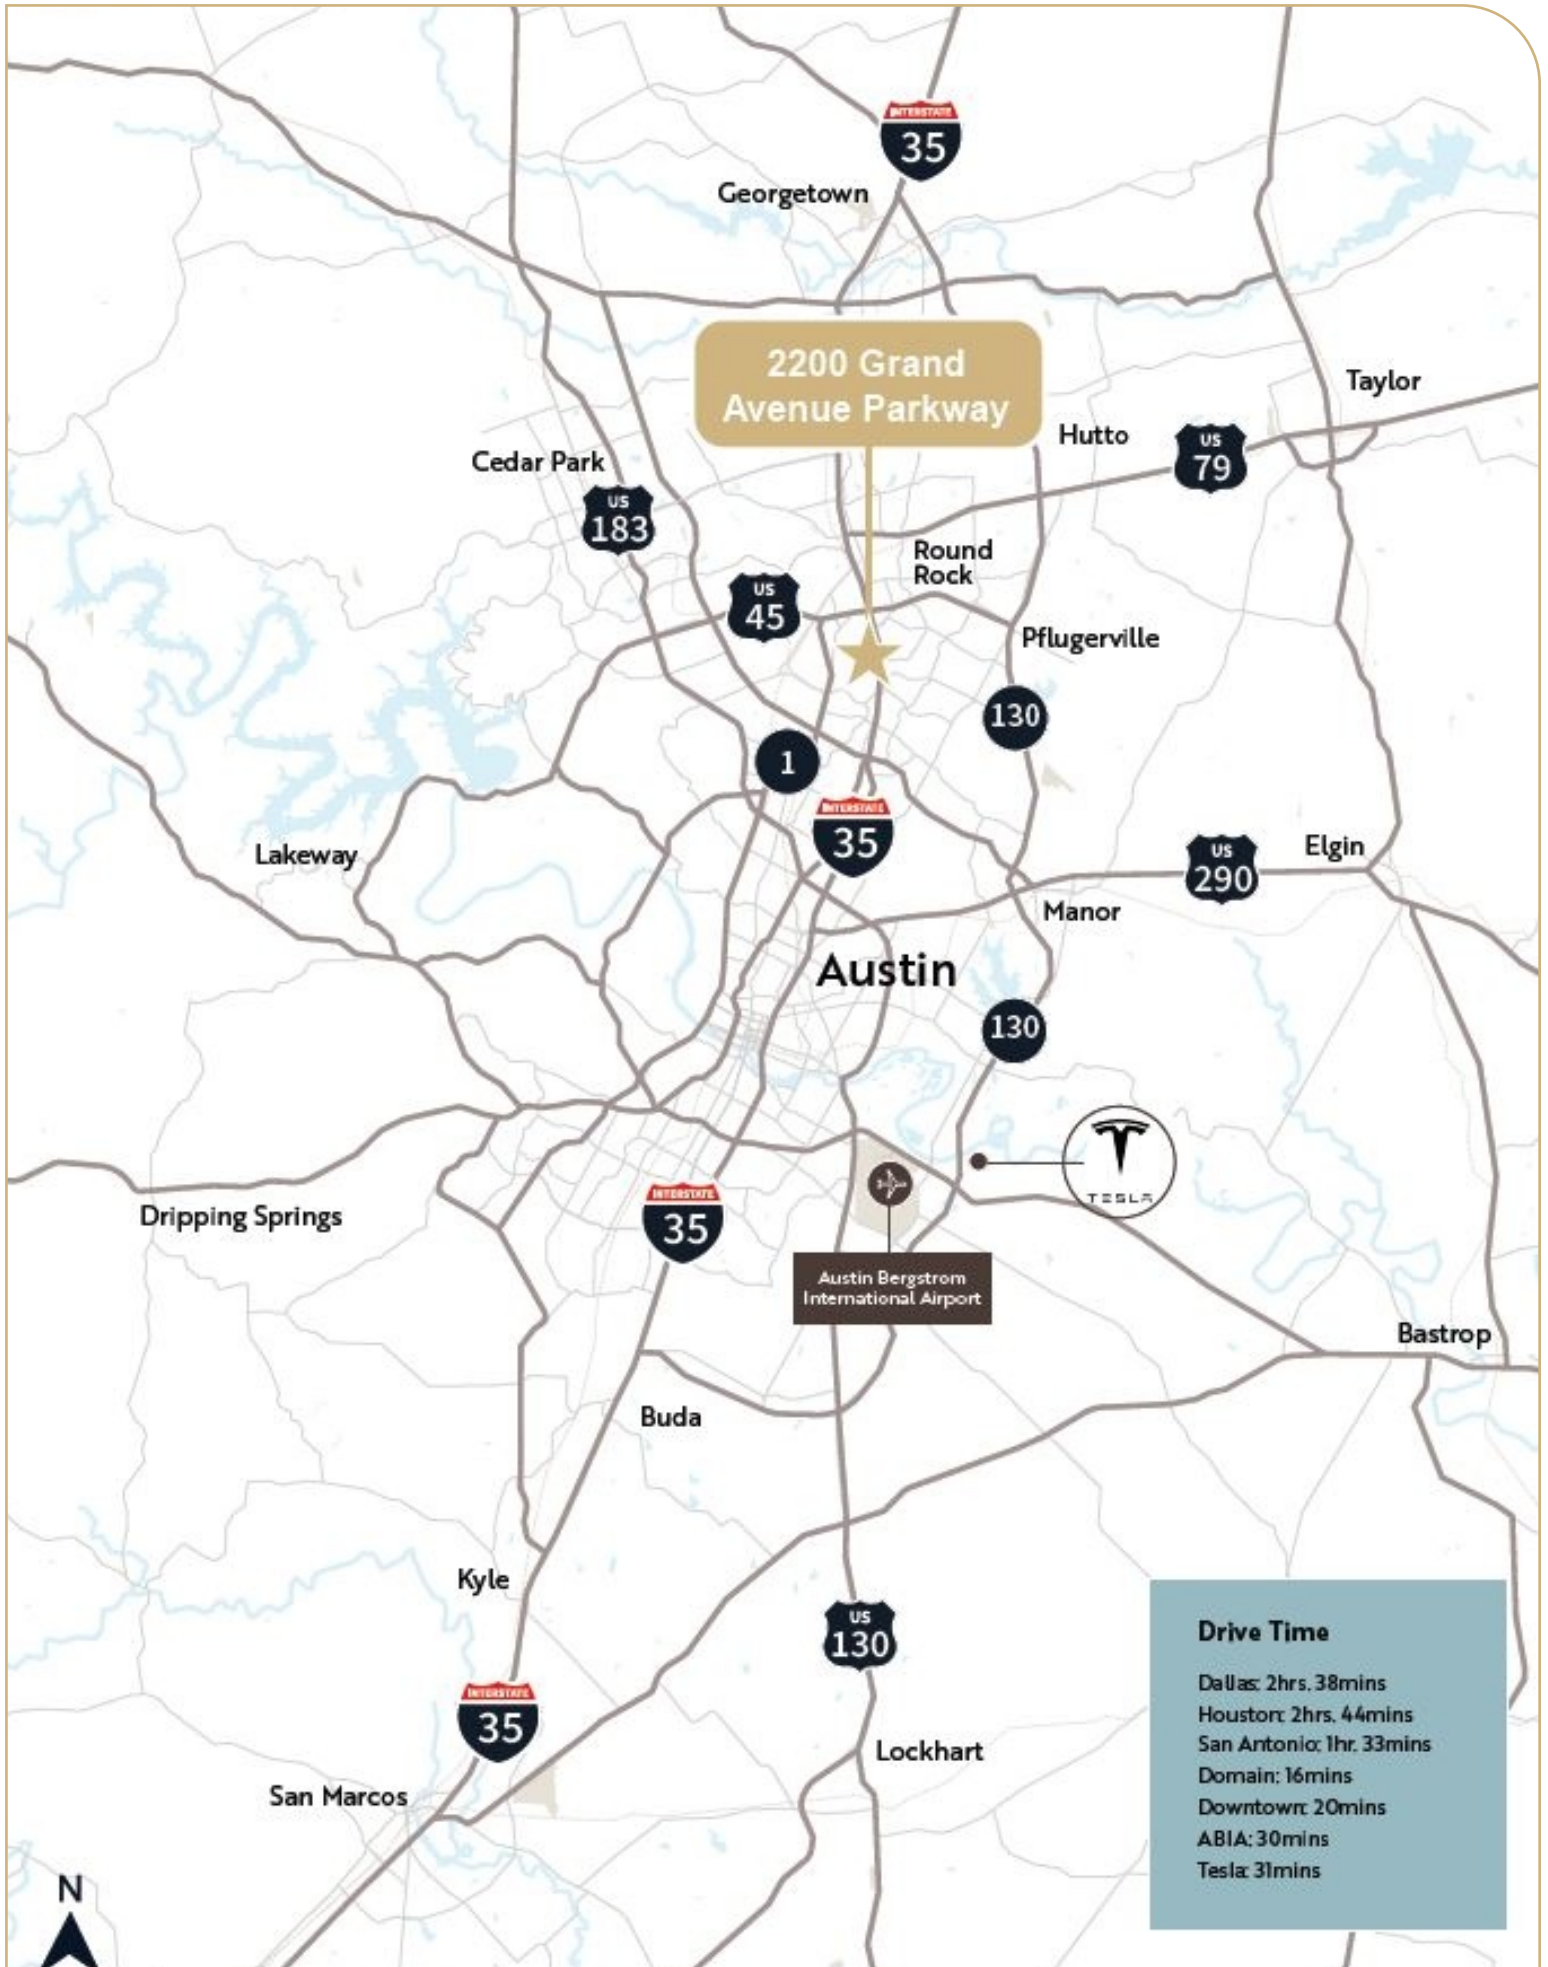 INTERSTATE
35
Georgetown
2200 Grand
Avenue Parkway
Taylor
Hutto
US
79
Cedar Park
US
183
Round
Rock
US
45
Pflugerville
130
1
INTERSTATE
35
Lakeway
Elgin
US
290
Manor
Austin
130
TESLA
Dripping Springs
INTERSTATE
35
Austin Bergstrom
International Airport
Bastrop
Buda
Kyle
US
130
INTERSTATE
35
Lockhart
San Marcos
Drive Time
Dallas: 2hrs. 38mins
Houston: 2hrs. 44mins
San Antonio: 1hr. 33mins
Domain: 16mins
Downtown: 20mins
ABIA: 30mins
Tesla: 31mins
N